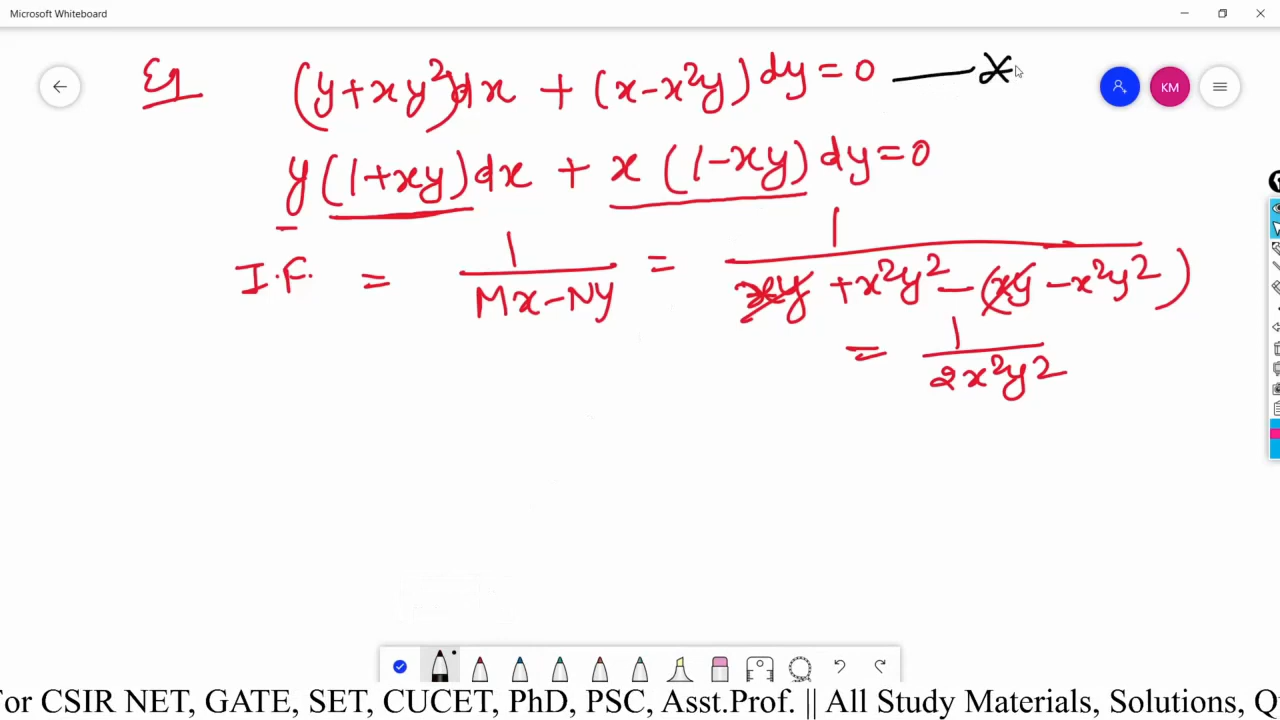 Microsoft Whiteboard
Eg (y+xy²)dx + (x-x²y)dy=0 —— *
KM
y(1+xy)dx + x(1-xy)dy=0
I.F. = 1/(Mx-Ny) = 1/(xy+x²y²-(xy-x²y²))
= 1/(2x²y²)
For CSIR NET, GATE, SET, CUCET, PhD, PSC, Asst.Prof. || All Study Materials, Solutions, Q